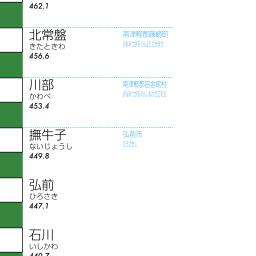 462.1
北常盤
きたときわ
456.6
南津軽郡藤崎町
川部
かわべ
453.4
南津軽郡田舎館村
撫牛子
ないじょうし
449.8
弘前市
弘前
ひろさき
447.1
石川
いしかわ